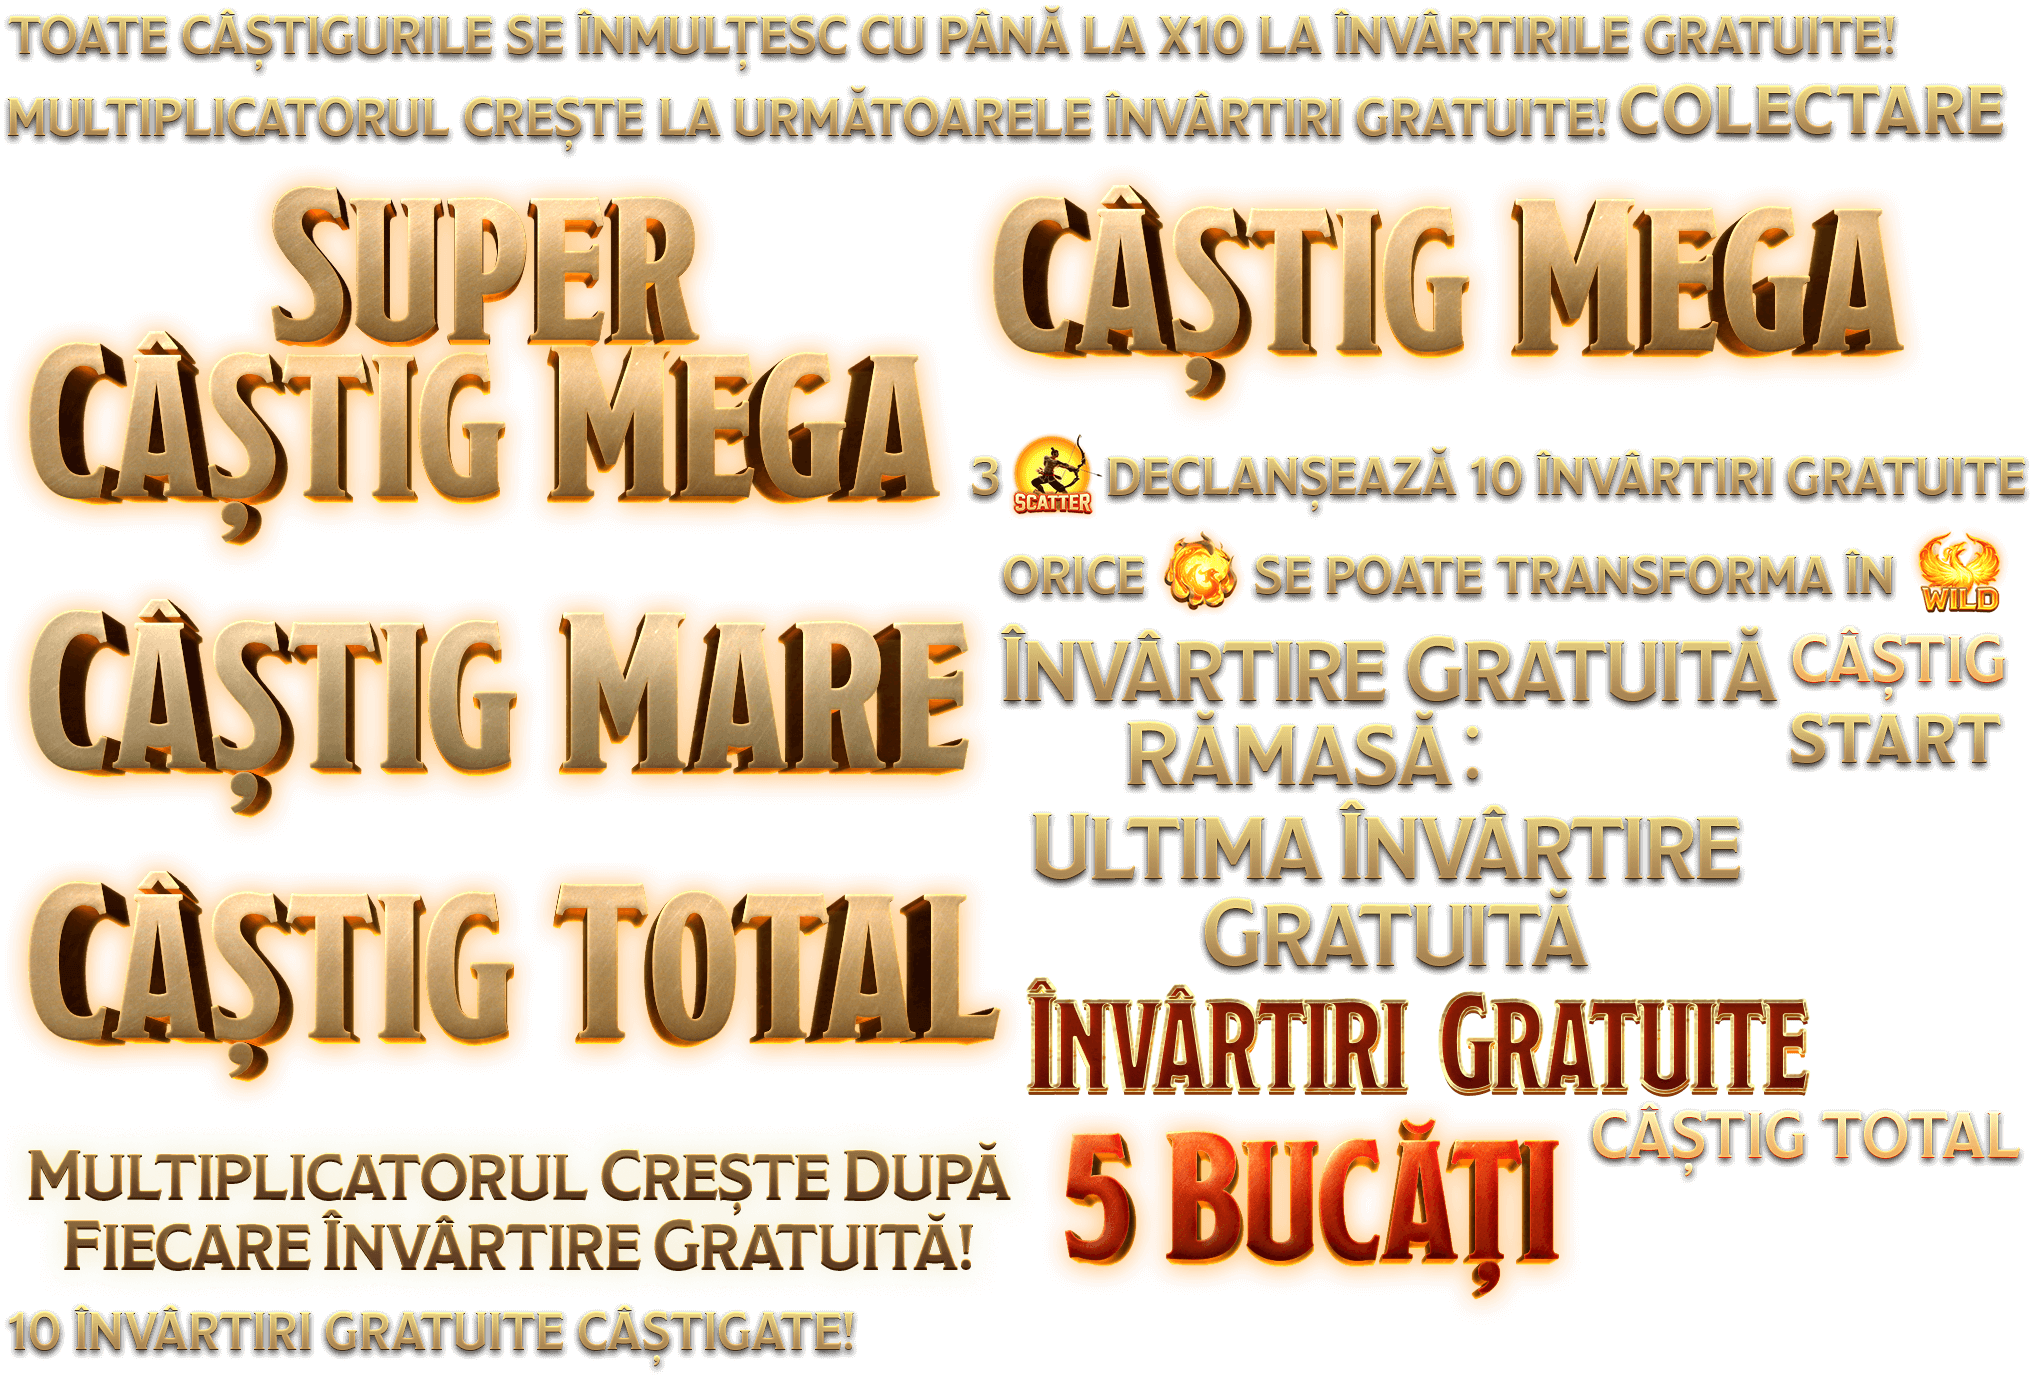 TOATE CÂȘTIGURILE SE ÎNMULȚESC CU PÂNĂ LA X10 LA ÎNVÂRTIRILE GRATUITE!
MULTIPLICATORUL CREȘTE LA URMĂTOARELE ÎNVÂRTIRI GRATUITE!
COLECTARE
SUPER
CÂȘTIG MEGA
CÂȘTIG MEGA
3 SCATTER DECLANȘEAZĂ 10 ÎNVÂRTIRI GRATUITE
ORICE SE POATE TRANSFORMA ÎN WILD
CÂȘTIG MARE
ÎNVÂRTIRE GRATUITĂ
RĂMASĂ:
CÂȘTIG
START
ULTIMA ÎNVÂRTIRE
GRATUITĂ
CÂȘTIG TOTAL
ÎNVÂRTIRI GRATUITE
5 BUCĂȚI
CÂȘTIG TOTAL
MULTIPLICATORUL CREȘTE DUPĂ
FIECARE ÎNVÂRTIRE GRATUITĂ!
10 ÎNVÂRTIRI GRATUITE CÂȘTIGATE!